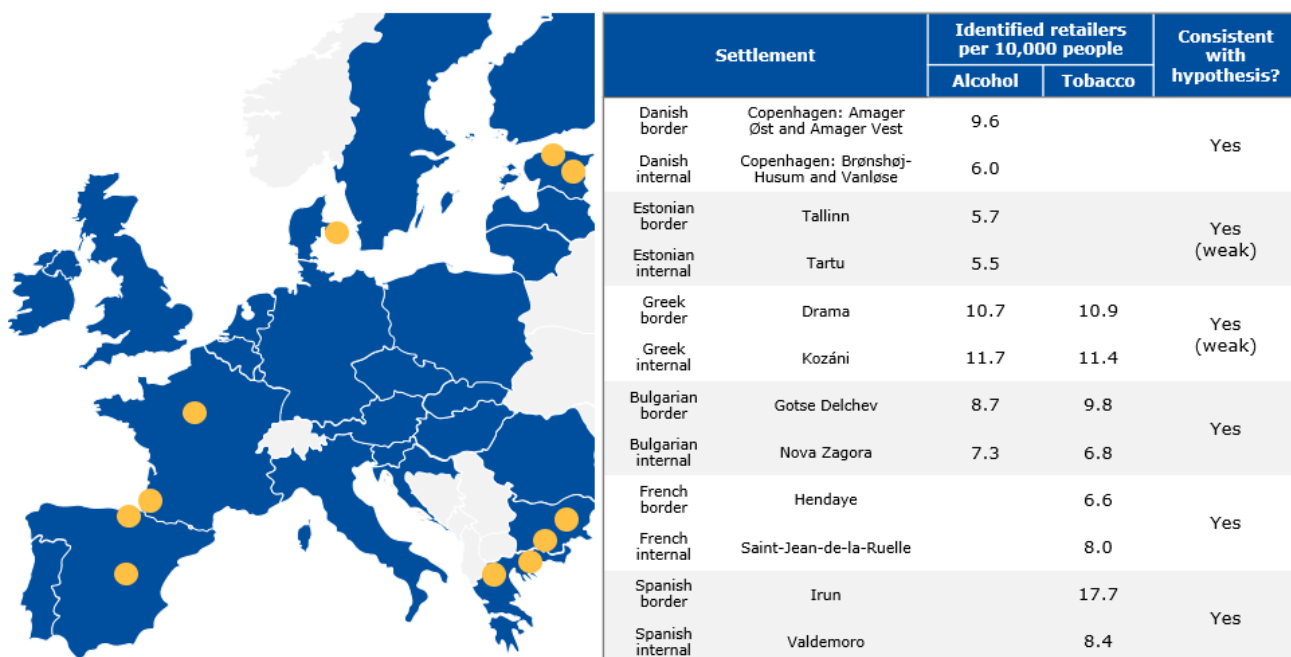 Settlement
Identified retailers
per 10,000 people
Consistent
with
hypothesis?
Alcohol
Tobacco
Danish
border
Copenhagen: Amager
Øst and Amager Vest
9.6
Yes
Danish
internal
Copenhagen: Brønshøj-
Husum and Vanløse
6.0
Estonian
border
Tallinn
5.7
Yes
(weak)
Estonian
internal
Tartu
5.5
Greek
border
Drama
10.7
10.9
Yes
(weak)
Greek
internal
Kozáni
11.7
11.4
Bulgarian
border
Gotse Delchev
8.7
9.8
Yes
Bulgarian
internal
Nova Zagora
7.3
6.8
French
border
Hendaye
6.6
Yes
French
internal
Saint-Jean-de-la-Ruelle
8.0
Spanish
border
Irun
17.7
Yes
Spanish
internal
Valdemoro
8.4